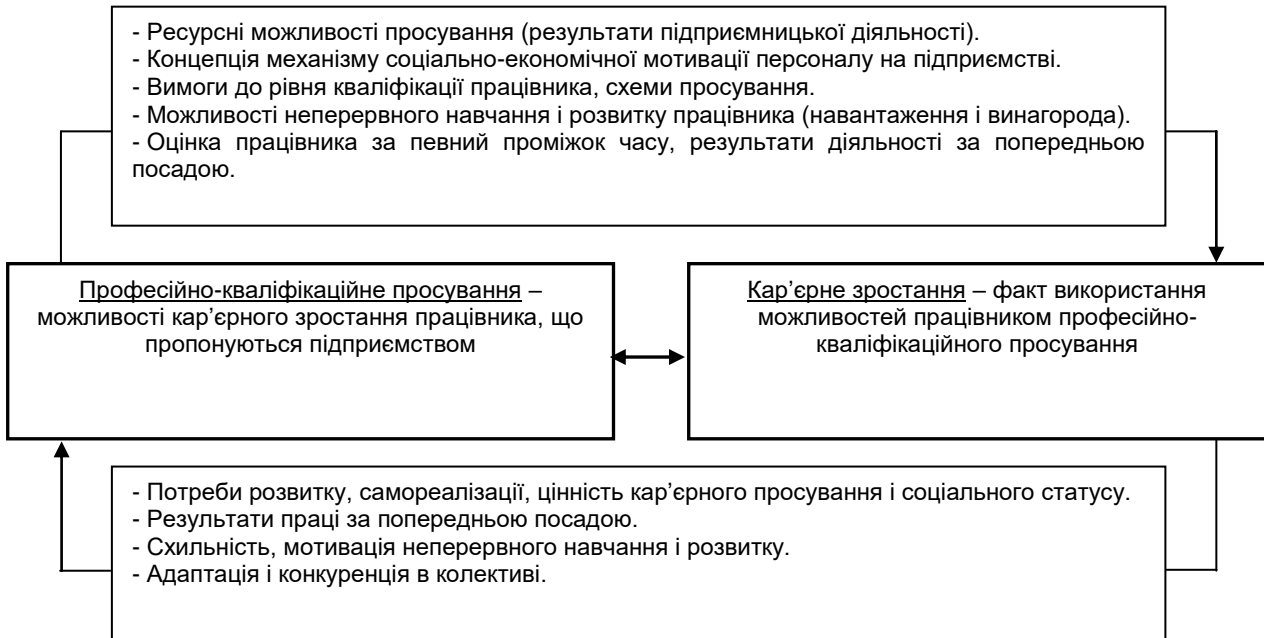 - Ресурсні можливості просування (результати підприємницької діяльності).
- Концепція механізму соціально-економічної мотивації персоналу на підприємстві.
- Вимоги до рівня кваліфікації працівника, схеми просування.
- Можливості неперервного навчання і розвитку працівника (навантаження і винагорода).
- Оцінка працівника за певний проміжок часу, результати діяльності за попередньою
посадою.
Професійно-кваліфікаційне просування –
можливості кар’єрного зростання працівника, що
пропонуються підприємством
Кар’єрне зростання – факт використання
можливостей працівником професійно-
кваліфікаційного просування
- Потреби розвитку, самореалізації, цінність кар’єрного просування і соціального статусу.
- Результати праці за попередньою посадою.
- Схильність, мотивація неперервного навчання і розвитку.
- Адаптація і конкуренція в колективі.